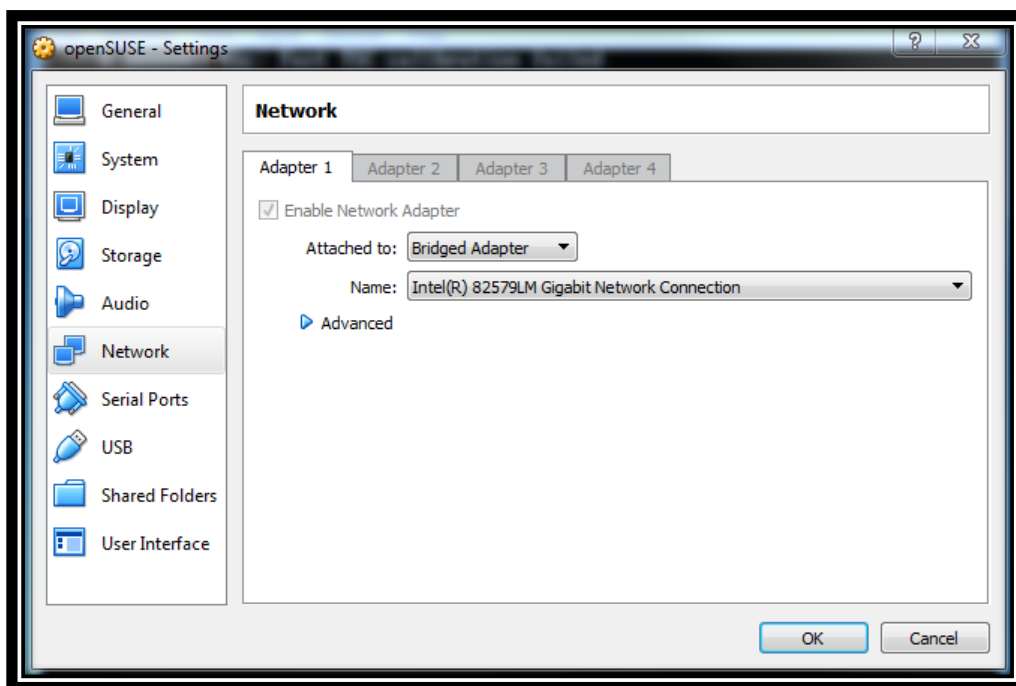 openSUSE - Settings
General
System
Display
Storage
Audio
Network
Serial Ports
USB
Shared Folders
User Interface
Network
Adapter 1 Adapter 2 Adapter 3 Adapter 4
Enable Network Adapter
Attached to: Bridged Adapter
Name: Intel(R) 82579LM Gigabit Network Connection
Advanced
OK Cancel